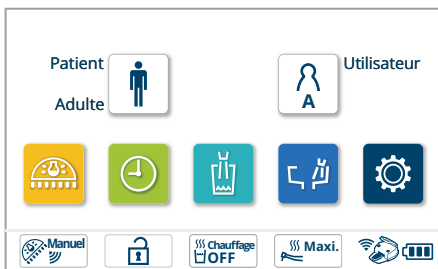 Patient
Adulte
A
Utilisateur
Manuel
Chauffage
OFF
Maxi.